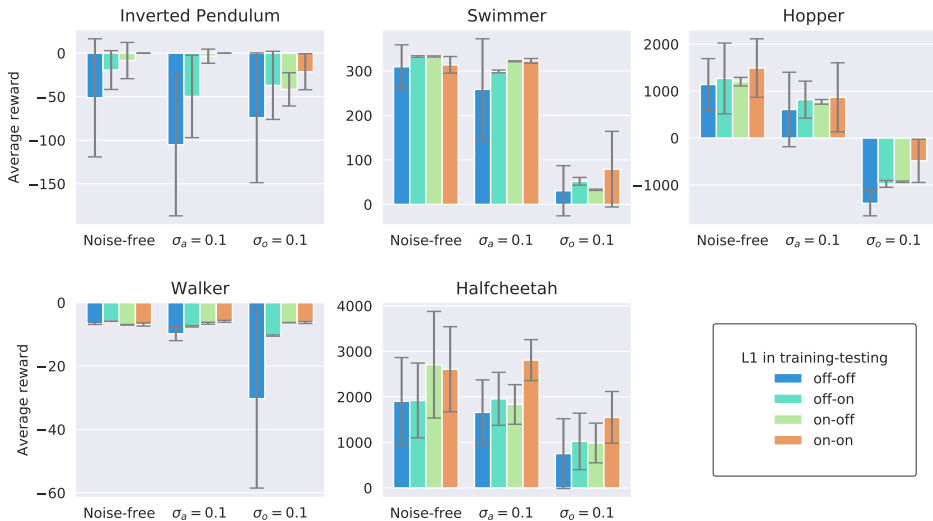 Inverted Pendulum
Average reward
0
−50
−100
−150
Noise-free
σa = 0.1
σo = 0.1
Swimmer
300
200
100
0
Noise-free
σa = 0.1
σo = 0.1
Hopper
2000
1000
0
−1000
Noise-free
σa = 0.1
σo = 0.1
Walker
Average reward
0
−20
−40
−60
Noise-free
σa = 0.1
σo = 0.1
Halfcheetah
4000
3000
2000
1000
0
Noise-free
σa = 0.1
σo = 0.1
L1 in training-testing
off-off
off-on
on-off
on-on